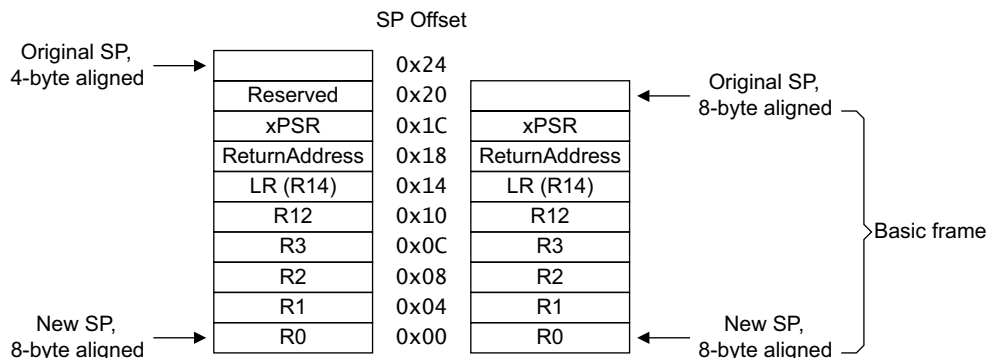 SP Offset
Original SP,
4-byte aligned
0x24
Reserved
0x20
Original SP,
8-byte aligned
xPSR
0x1C
xPSR
ReturnAddress
0x18
ReturnAddress
LR (R14)
0x14
LR (R14)
R12
0x10
R12
Basic frame
R3
0x0C
R3
R2
0x08
R2
R1
0x04
R1
New SP,
8-byte aligned
R0
0x00
R0
New SP,
8-byte aligned